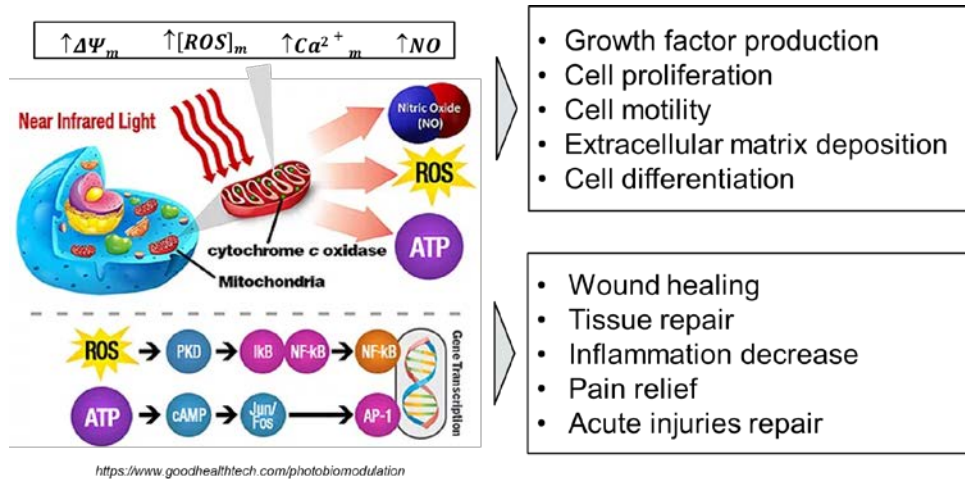 ↑ΔΨₘ ↑[ROS]ₘ ↑Ca²⁺ₘ ↑NO
Near Infrared Light
Nitric Oxide
(NO)
ROS
ATP
cytochrome c oxidase
Mitochondria
ROS PKD IkB NF-kB NF-kB
ATP cAMP Jun/
Fos AP-1
Gene Transcription
https://www.goodhealthtech.com/photobiomodulation
• Growth factor production
• Cell proliferation
• Cell motility
• Extracellular matrix deposition
• Cell differentiation
• Wound healing
• Tissue repair
• Inflammation decrease
• Pain relief
• Acute injuries repair